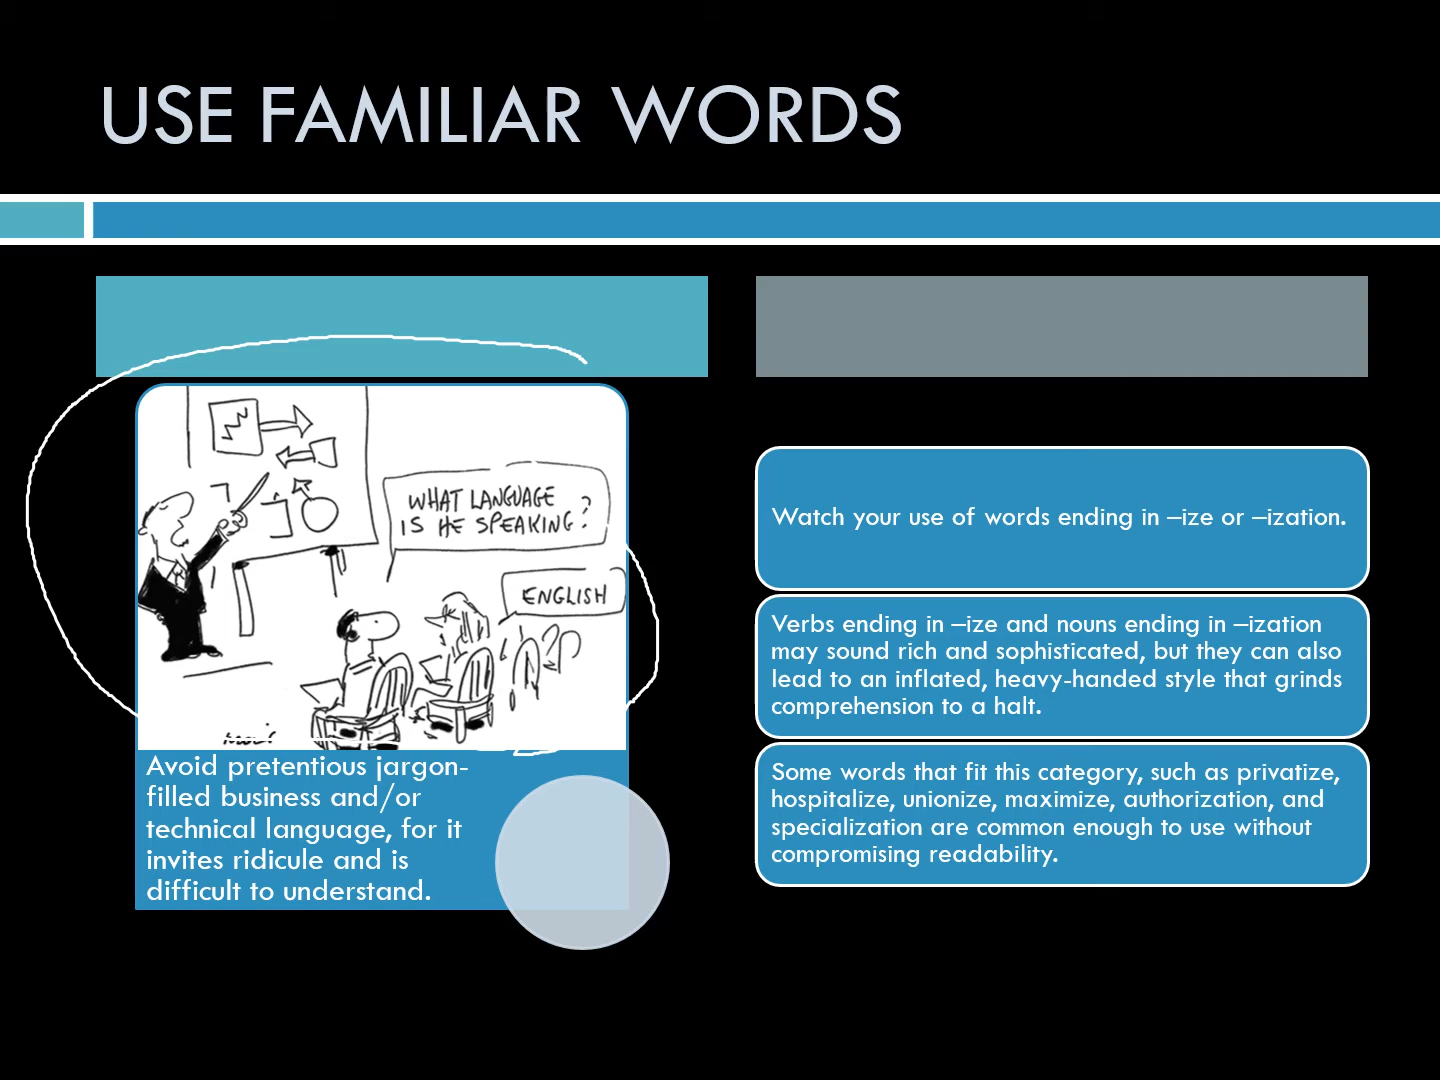 USE FAMILIAR WORDS
WHAT LANGUAGE
IS HE SPEAKING?
ENGLISH
Avoid pretentious jargon-
filled business and/or
technical language, for it
invites ridicule and is
difficult to understand.
Watch your use of words ending in –ize or –ization.
Verbs ending in –ize and nouns ending in –ization
may sound rich and sophisticated, but they can also
lead to an inflated, heavy-handed style that grinds
comprehension to a halt.
Some words that fit this category, such as privatize,
hospitalize, unionize, maximize, authorization, and
specialization are common enough to use without
compromising readability.